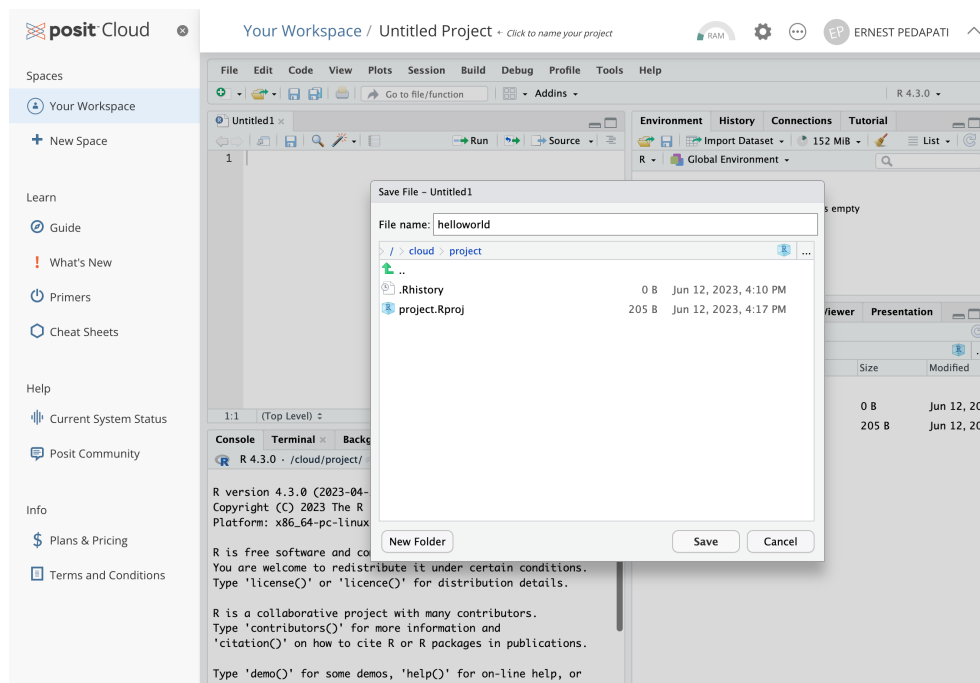 posit Cloud
Your Workspace / Untitled Project ← Click to name your project
RAM
EP ERNEST PEDAPATI
Spaces
Your Workspace
New Space
Learn
Guide
What's New
Primers
Cheat Sheets
Help
Current System Status
Posit Community
Info
Plans & Pricing
Terms and Conditions
File Edit Code View Plots Session Build Debug Profile Tools Help
Go to file/function Addins R 4.3.0
Untitled1
Run Source
1
1:1 (Top Level)
Environment History Connections Tutorial
Import Dataset 152 MiB List
R Global Environment
s empty
Save File – Untitled1
File name: helloworld
/ cloud project ...
..
.Rhistory 0 B Jun 12, 2023, 4:10 PM
project.Rproj 205 B Jun 12, 2023, 4:17 PM
New Folder Save Cancel
Viewer Presentation
Size Modified
0 B Jun 12, 20
205 B Jun 12, 20
Console Terminal Backg
R 4.3.0 · /cloud/project/
R version 4.3.0 (2023-04-
Copyright (C) 2023 The R
Platform: x86_64-pc-linux
R is free software and co
You are welcome to redistribute it under certain conditions.
Type 'license()' or 'licence()' for distribution details.
R is a collaborative project with many contributors.
Type 'contributors()' for more information and
'citation()' on how to cite R or R packages in publications.
Type 'demo()' for some demos, 'help()' for on-line help, or